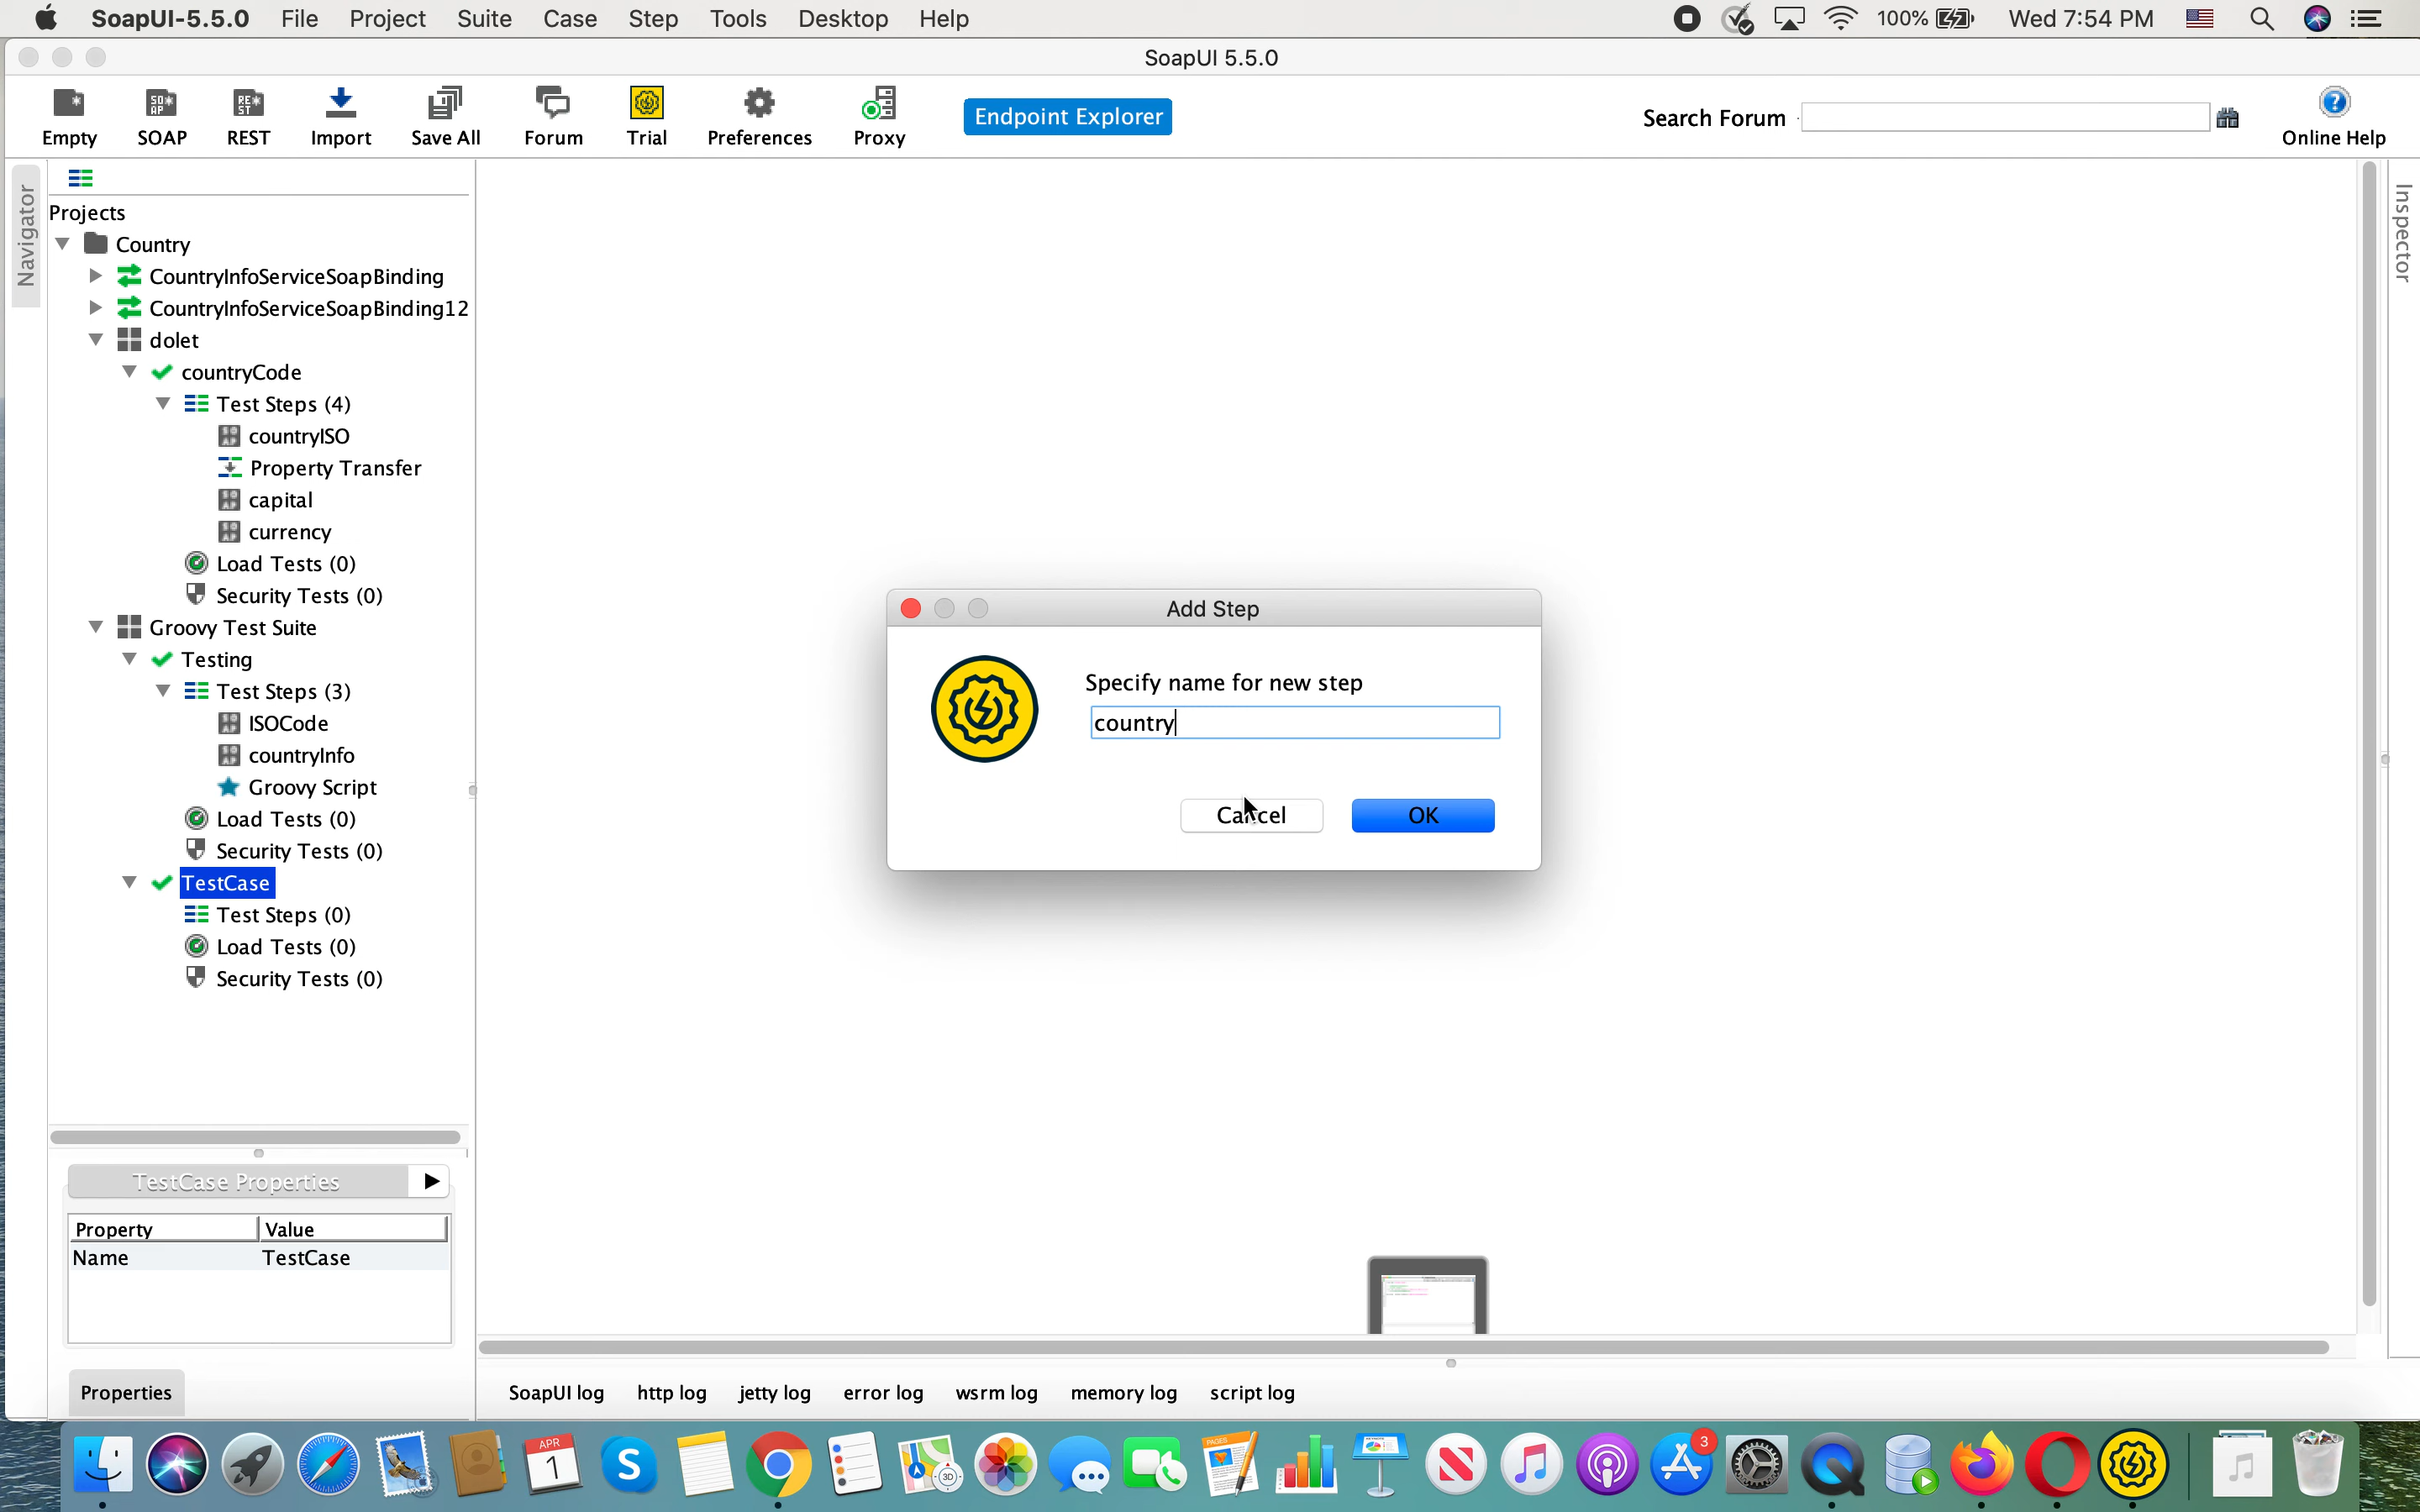 SoapUI-5.5.0 File Project Suite Case Step Tools Desktop Help 100% Wed 7:54 PM
SoapUI 5.5.0
Empty SOAP REST Import Save All Forum Trial Preferences Proxy Endpoint Explorer Search Forum Online Help
Navigator
Inspector
Projects
Country
CountryInfoServiceSoapBinding
CountryInfoServiceSoapBinding12
dolet
countryCode
Test Steps (4)
countryISO
Property Transfer
capital
currency
Load Tests (0)
Security Tests (0)
Groovy Test Suite
Testing
Test Steps (3)
ISOCode
countryInfo
Groovy Script
Load Tests (0)
Security Tests (0)
TestCase
Test Steps (0)
Load Tests (0)
Security Tests (0)
Add Step
Specify name for new step
country
Cancel OK
TestCase Properties
Property Value
Name TestCase
Properties
SoapUI log http log jetty log error log wsrm log memory log script log
APR
1
3D
PAGES
3